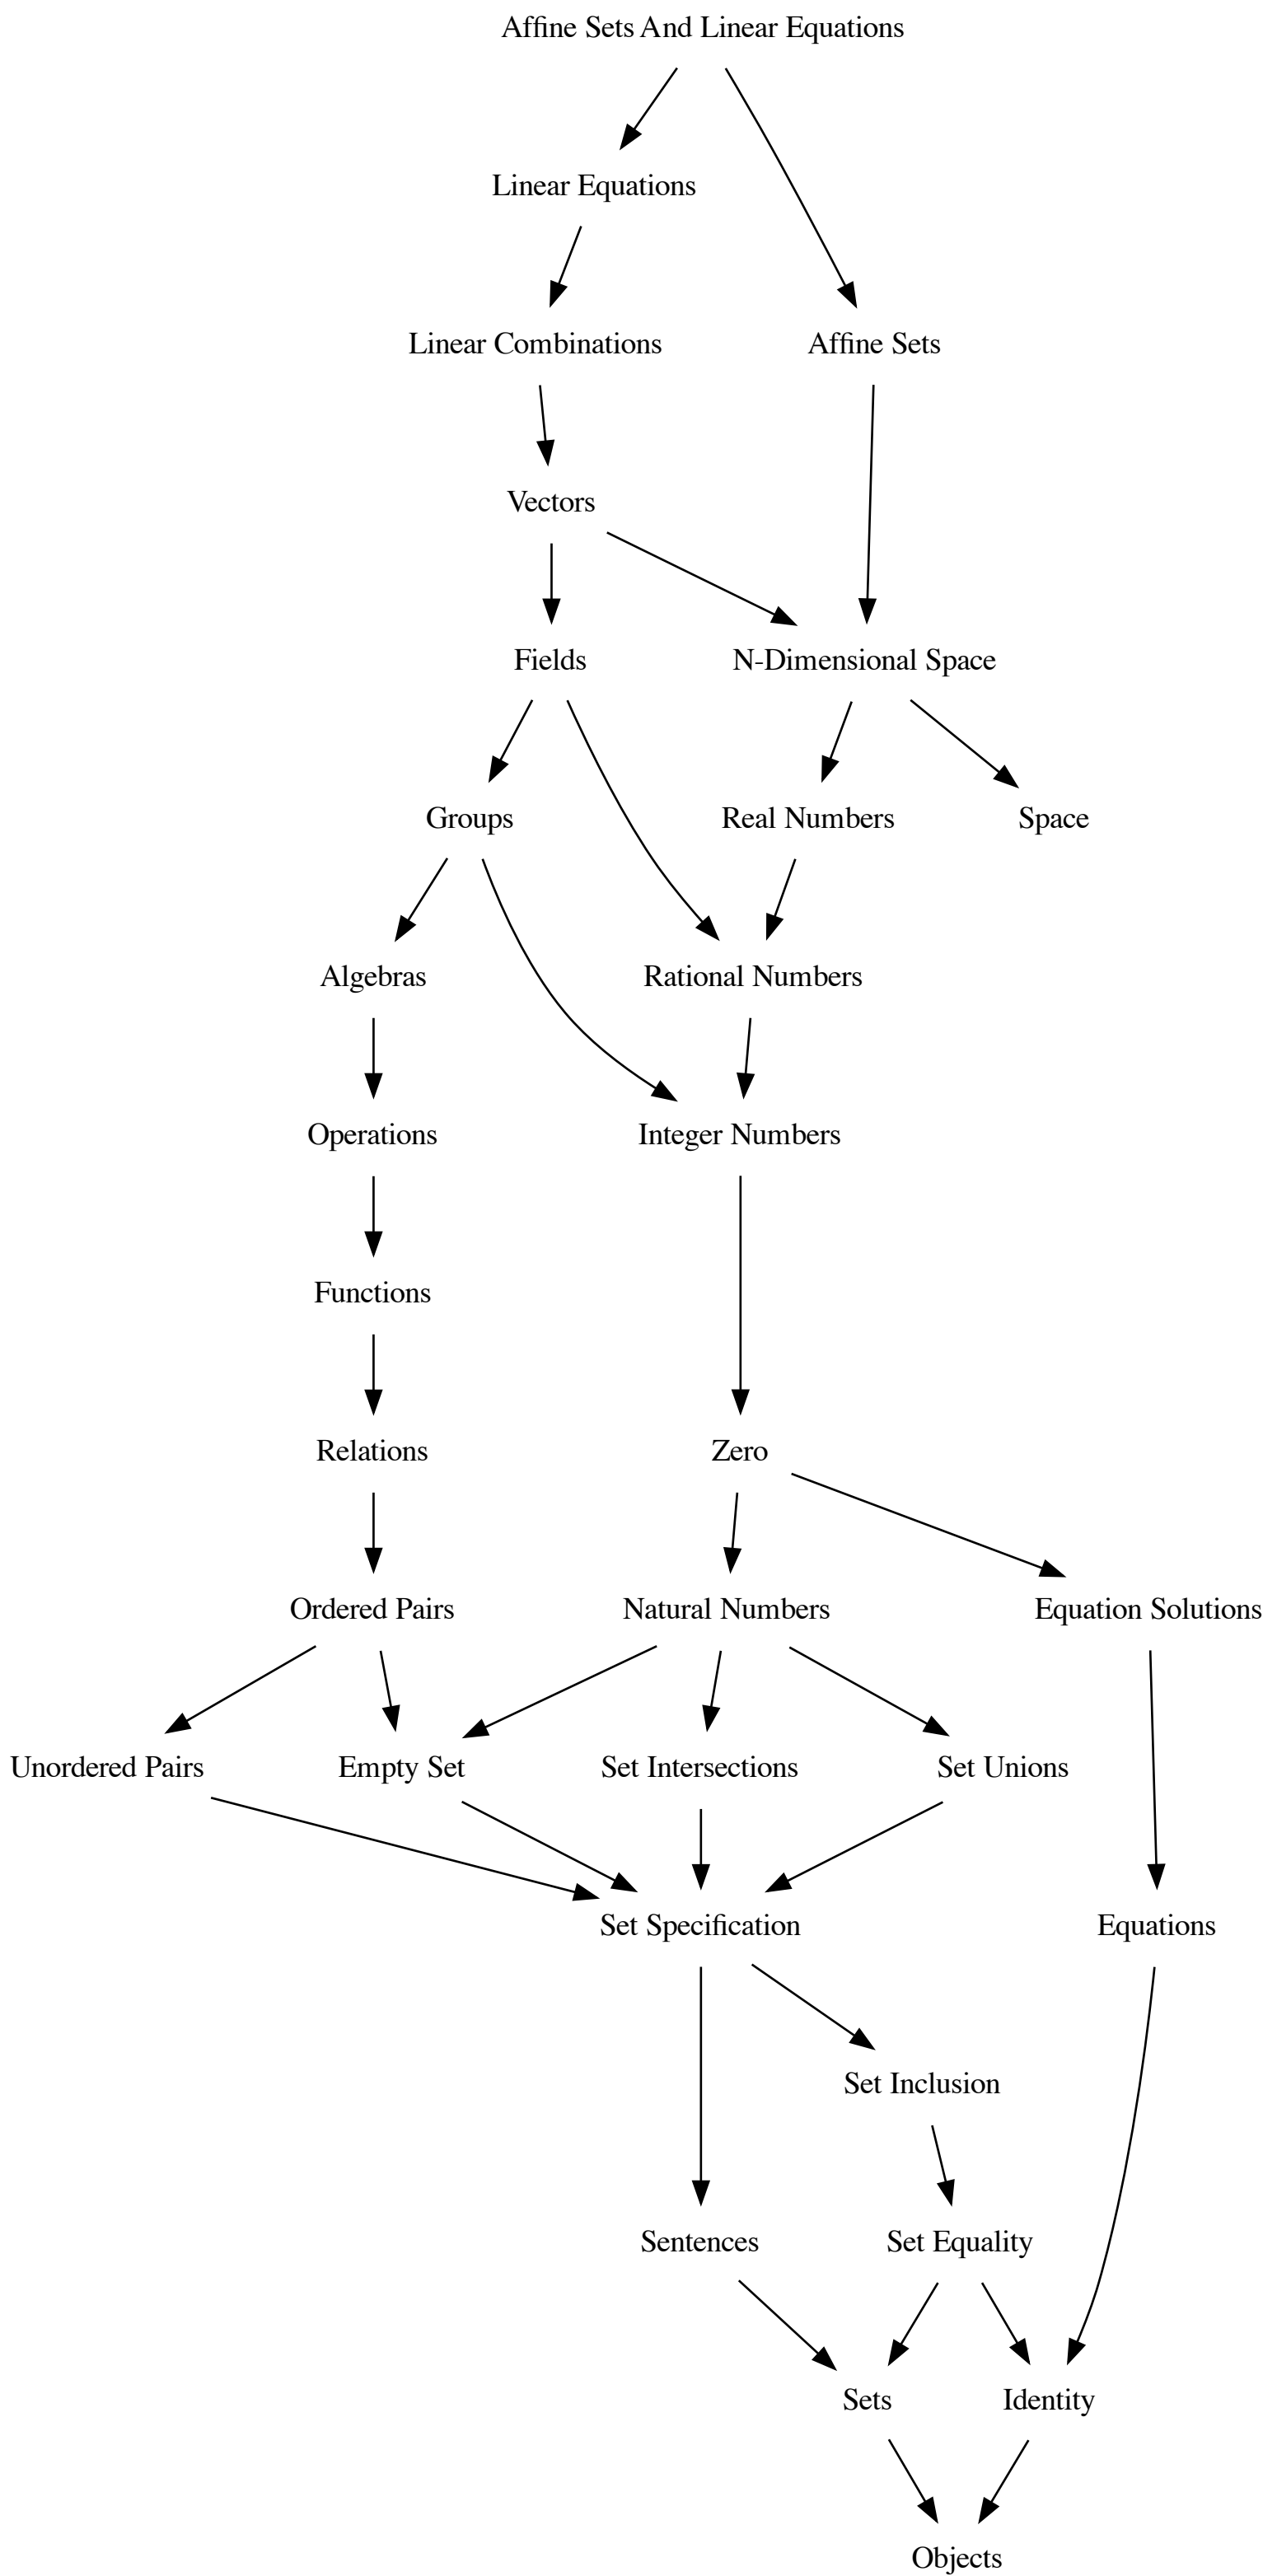 Affine Sets And Linear Equations
Linear Equations
Linear Combinations
Affine Sets
Vectors
Fields
N-Dimensional Space
Groups
Real Numbers
Space
Algebras
Rational Numbers
Operations
Integer Numbers
Functions
Relations
Zero
Ordered Pairs
Natural Numbers
Equation Solutions
Unordered Pairs
Empty Set
Set Intersections
Set Unions
Set Specification
Equations
Set Inclusion
Sentences
Set Equality
Sets
Identity
Objects